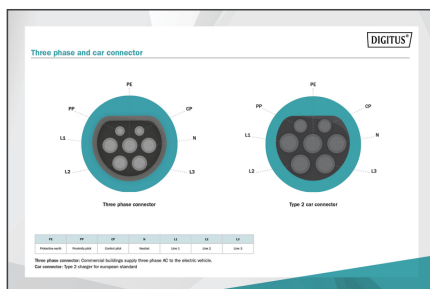 DIGITUS®
Three phase and car connector
PE
PP
CP
L1
N
L2
L3
Three phase connector
PE
PP
CP
L1
N
L2
L3
Type 2 car connector
PE PP CP N L1 L2 L3
Protective earth Proximity pilot Control pilot Neutral Line 1 Line 2 Line 3
Three phase connector: Commercial buildings supply three phase AC to the electric vehicle.
Car connector: Type 2 charger for european standard